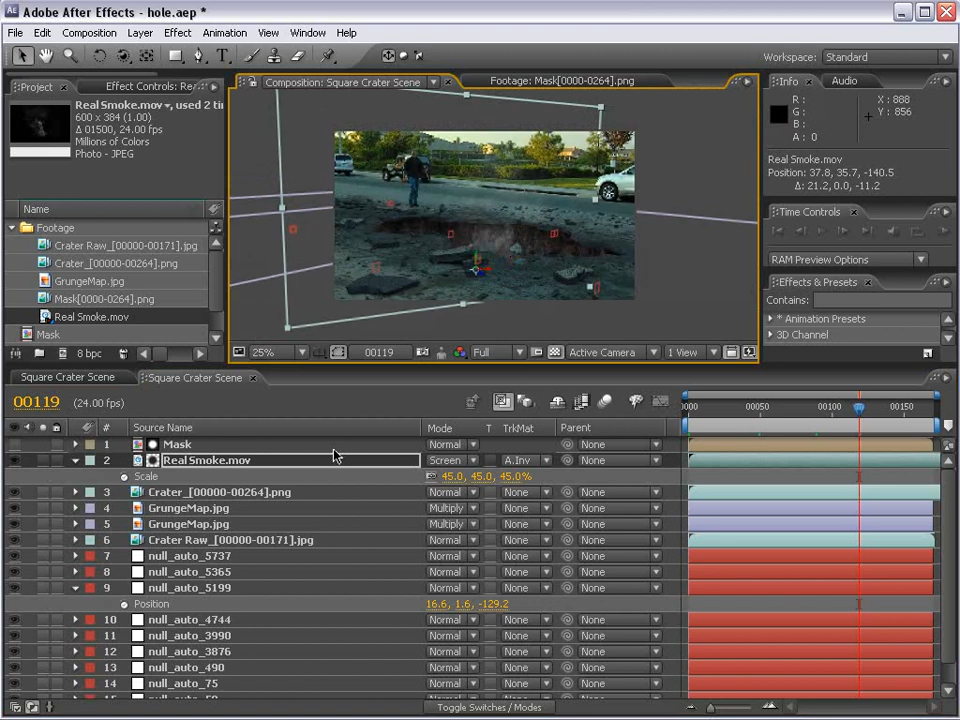 Adobe After Effects - hole.aep *
File Edit Composition Layer Effect Animation View Window Help
Workspace: Standard
Project Effect Controls: Re
Composition: Square Crater Scene Footage: Mask[0000-0264].png
Info Audio
Real Smoke.mov, used 2 ti
600 x 384 (1.00)
Δ 01500, 24.00 fps
Millions of Colors
Photo - JPEG
R : X : 888
G : Y : 856
B :
A : 0
Real Smoke.mov
Position: 37.8, 35.7, -140.5
Δ: 21.2, 0.0, -11.2
Name
Time Controls
Footage
Crater Raw_[00000-00171].jpg
Crater_[00000-00264].png
GrungeMap.jpg
Mask[0000-0264].png
Real Smoke.mov
Mask
RAM Preview Options
Effects & Presets
Contains:
* Animation Presets
3D Channel
8 bpc
25% 00119 Full Active Camera 1 View
Square Crater Scene Square Crater Scene
00119 (24.00 fps)
0000 00050 00100 00150
# Source Name Mode T TrkMat Parent
1 Mask Normal None
2 Real Smoke.mov Screen A.Inv None
Scale 45.0, 45.0, 45.0%
3 Crater_[00000-00264].png Normal None None
4 GrungeMap.jpg Multiply None None
5 GrungeMap.jpg Multiply None None
6 Crater Raw_[00000-00171].jpg Normal None None
7 null_auto_5737 Normal None None
8 null_auto_5365 Normal None None
9 null_auto_5199 Normal None None
Position 16.6, 1.6, -129.2
10 null_auto_4744 Normal None None
11 null_auto_3990 Normal None None
12 null_auto_3876 Normal None None
13 null_auto_490 Normal None None
14 null_auto_75 Normal None None
Toggle Switches / Modes